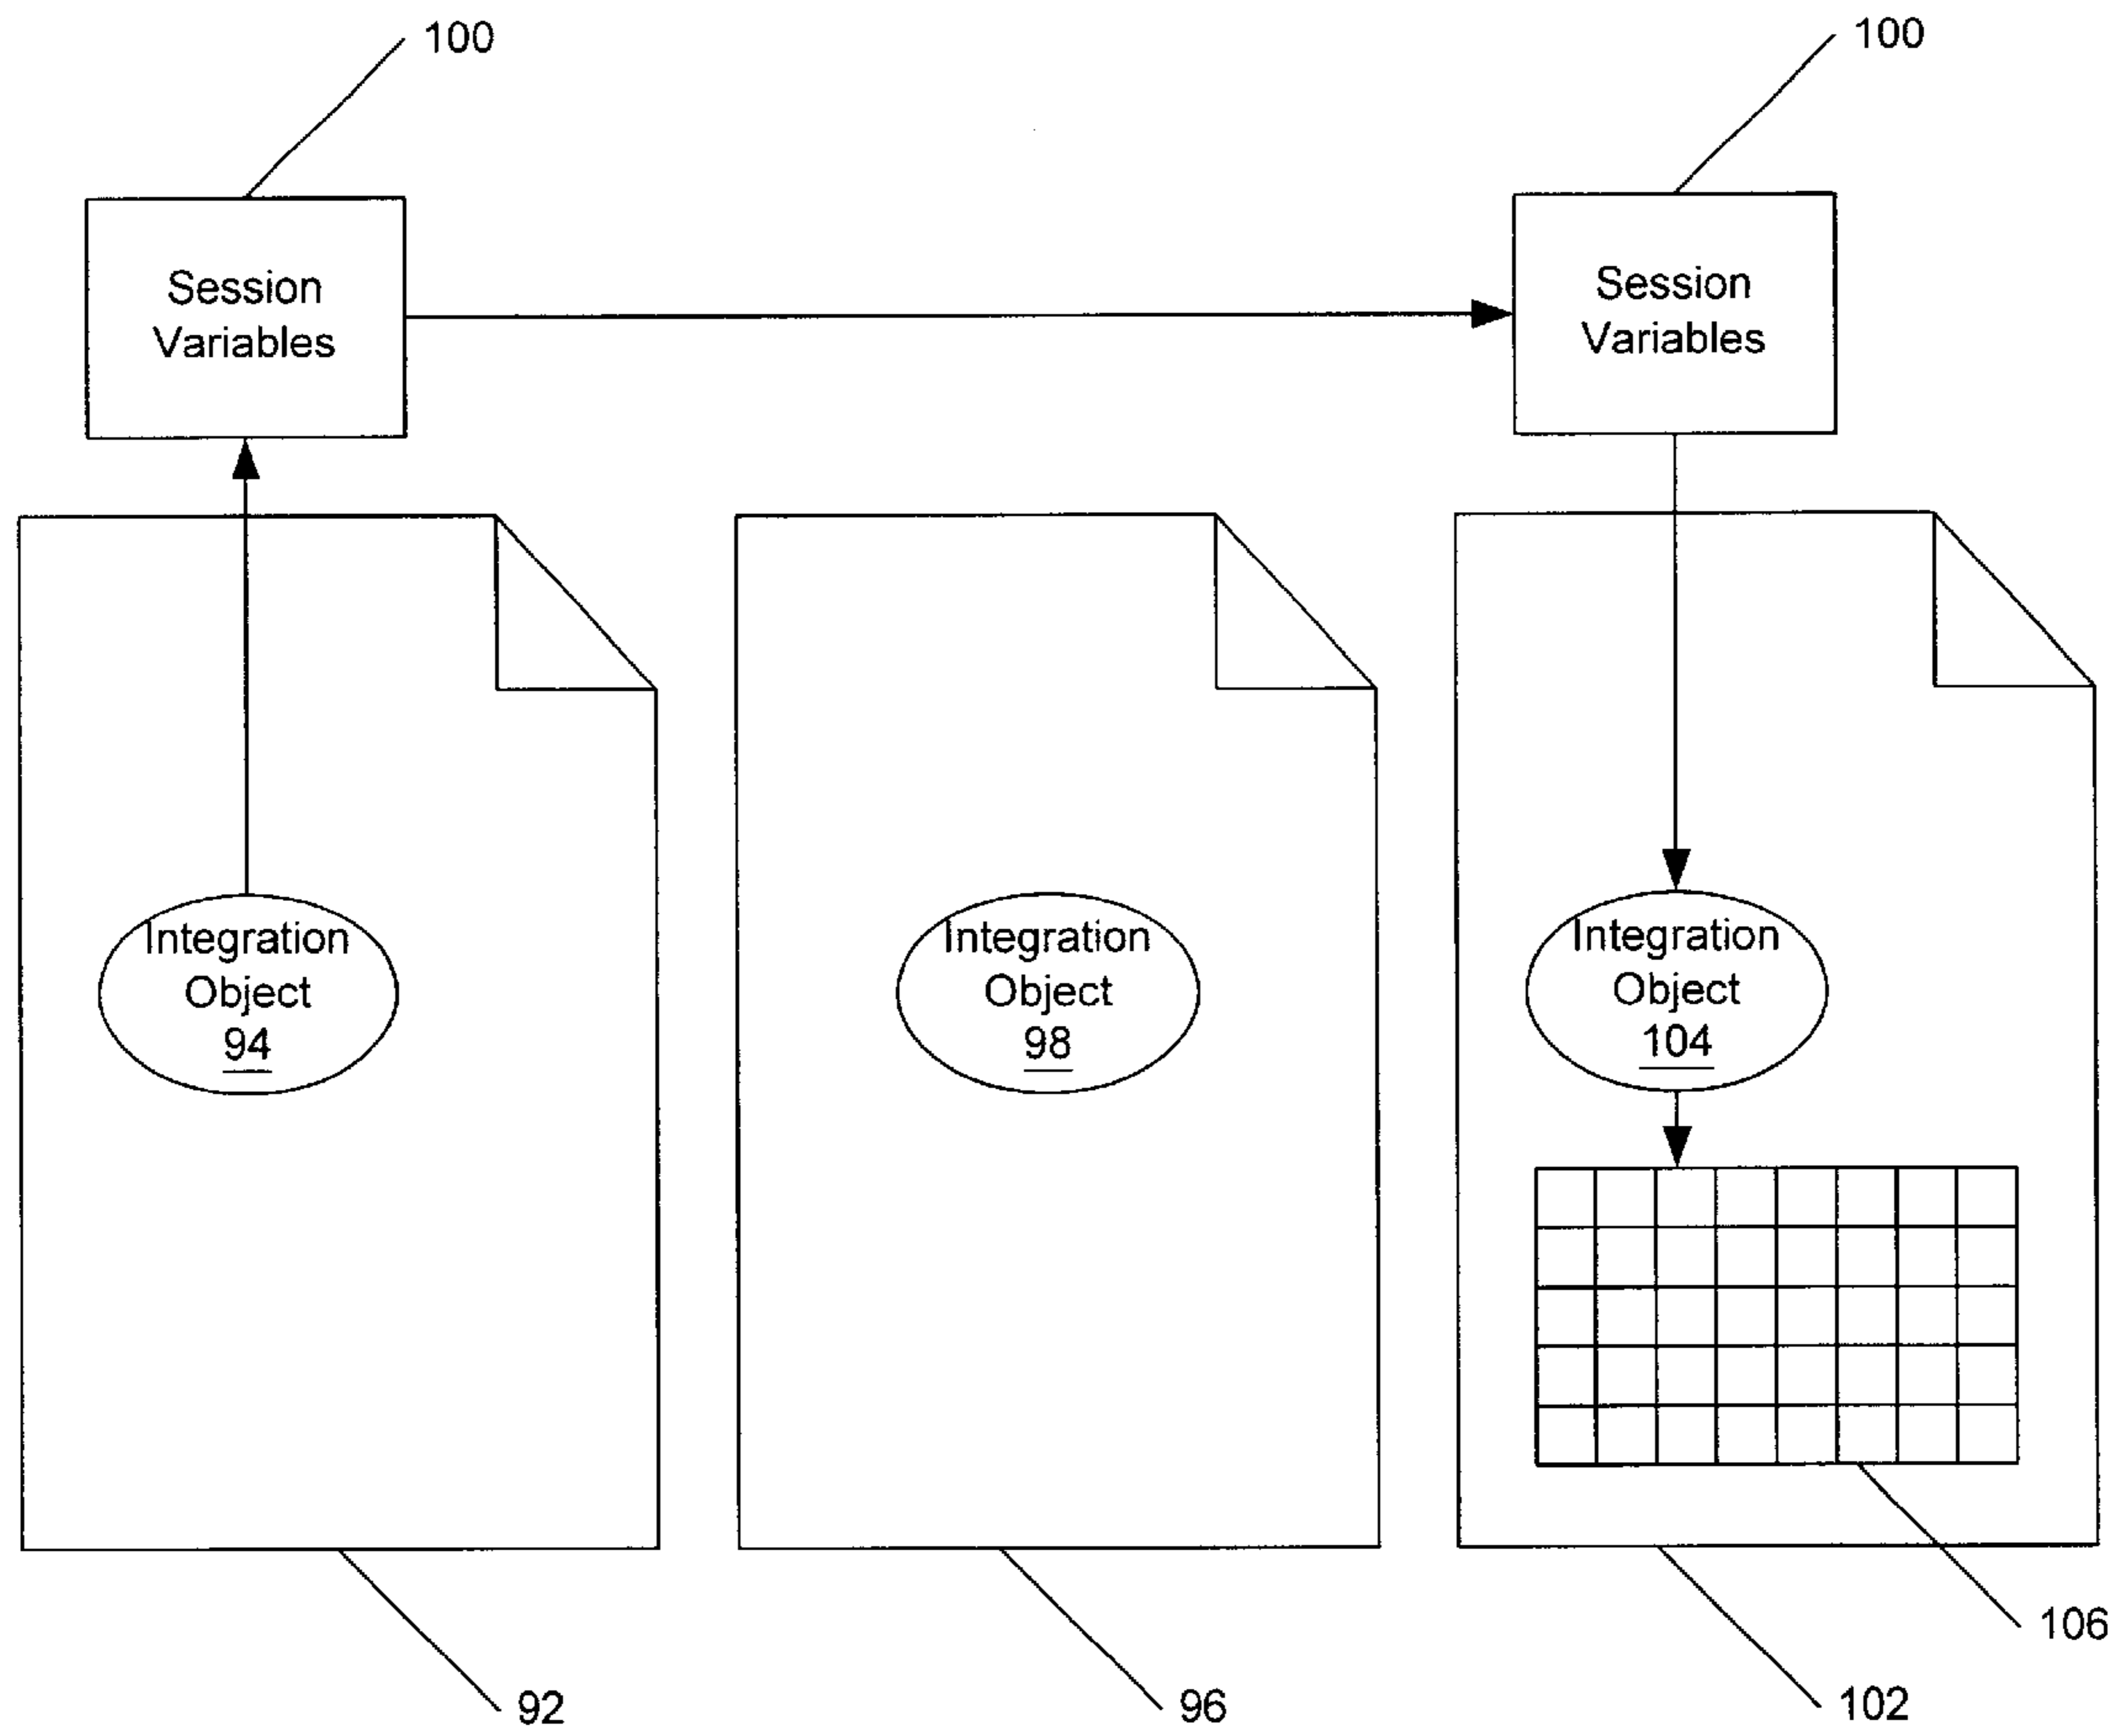 100
100
Session
Variables
Session
Variables
Integration
Object
94
Integration
Object
98
Integration
Object
104
106
92
96
102